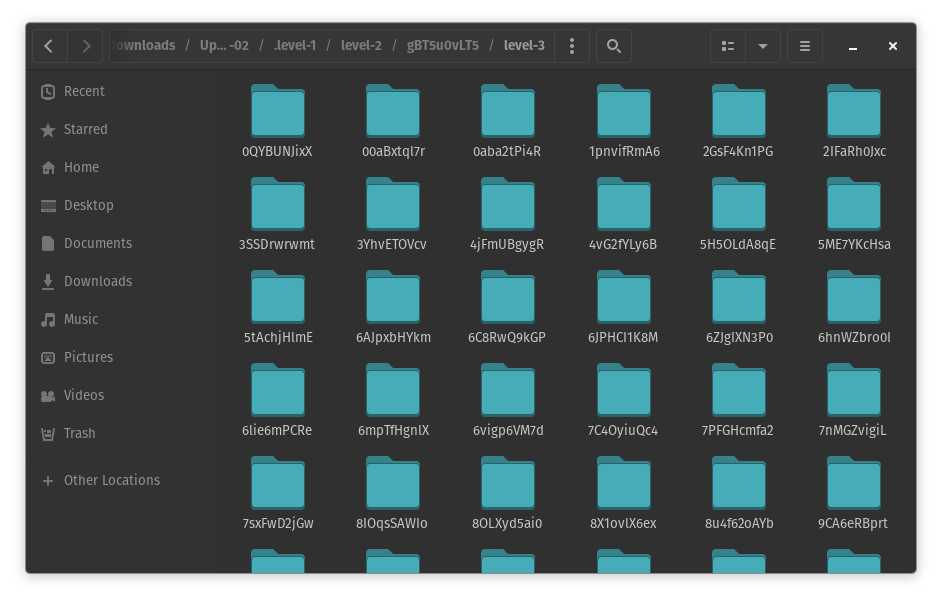 ownloads / Up...-02 / .level-1 / level-2 / gBT5u0vLT5 / level-3
Recent
Starred
Home
Desktop
Documents
Downloads
Music
Pictures
Videos
Trash
Other Locations
0QYBUNJixX 00aBxtql7r 0aba2tPi4R 1pnvifRmA6 2GsF4Kn1PG 2IFaRh0Jxc
3SSDrwrwmt 3YhvETOVcv 4jFmUBgygR 4vG2fYLy6B 5H5OLdA8qE 5ME7YKcHsa
5tAchjHlmE 6AJpxbHYkm 6C8RwQ9kGP 6JPHCI1K8M 6ZJgIXN3P0 6hnWZbro0I
6lie6mPCRe 6mpTfHgnlX 6vigp6VM7d 7C4OyiuQc4 7PFGHcmfa2 7nMGZvigiL
7sxFwD2jGw 8IOqsSAWIo 8OLXyd5ai0 8X1ovlX6ex 8u4f62oAYb 9CA6eRBprt